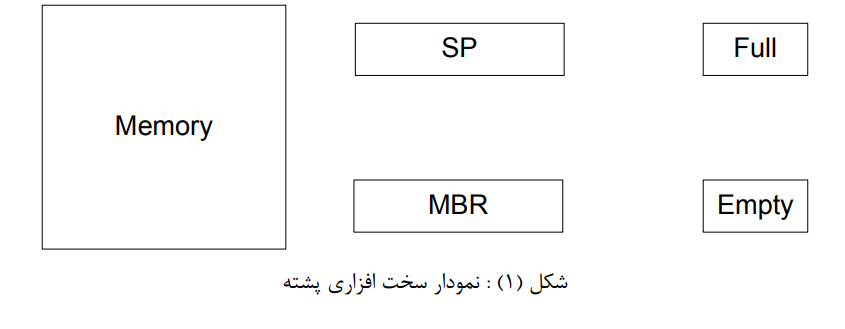 Memory
SP
Full
MBR
Empty
شکل (۱) : نمودار سخت افزاری پشته